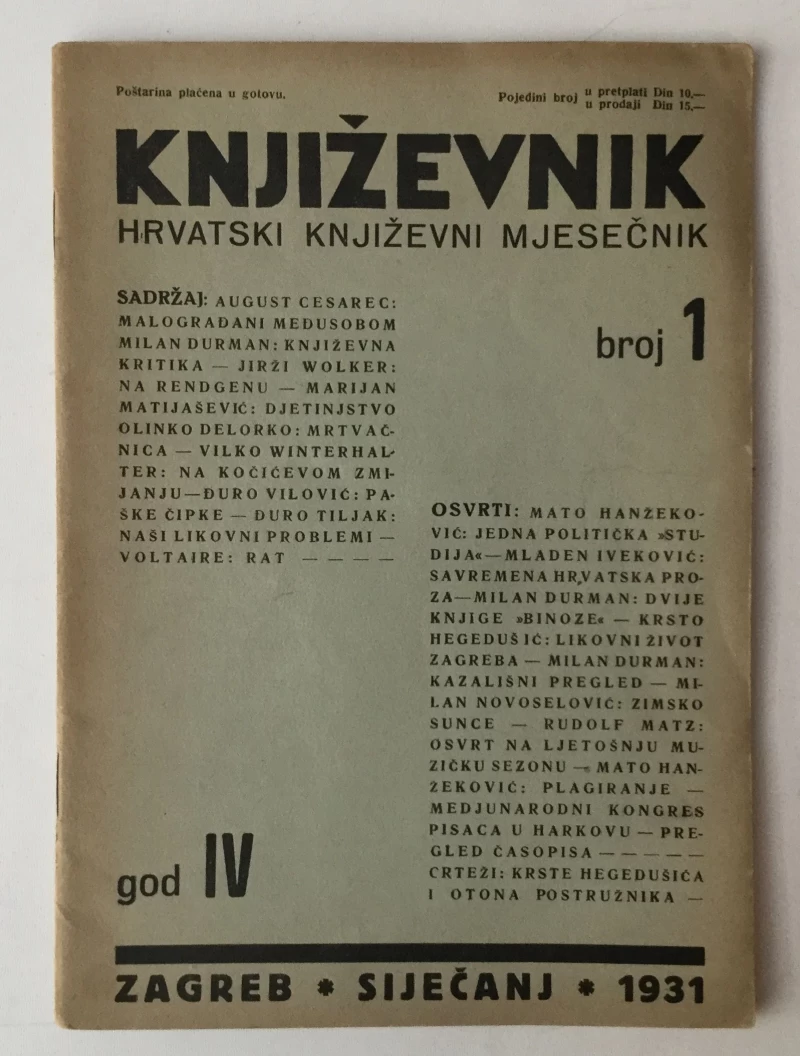 Poštarina plaćena u gotovu.
Pojedini broj u pretplati Din 10.—
u prodaji Din 15.—
KNJIŽEVNIK
HRVATSKI KNJIŽEVNI MJESEČNIK
SADRŽAJ: AUGUST CESAREC:
MALOGRAĐANI MEĐUSOBOM
MILAN DURMAN: KNJIŽEVNA
KRITIKA — JIRŽI WOLKER:
NA RENDGENU — MARIJAN
MATIJAŠEVIĆ: DJETINJSTVO
OLINKO DELORKO: MRTVAČ-
NICA — VILKO WINTERHAL-
TER: NA KOČIĆEVOM ZMI-
JANJU—ĐURO VILOVIĆ: PA-
ŠKE ČIPKE — ĐURO TILJAK:
NAŠI LIKOVNI PROBLEMI —
VOLTAIRE: RAT — — — —
broj 1
OSVRTI: MATO HANŽEKO-
VIĆ: JEDNA POLITIČKA »STU-
DIJA«—MLADEN IVEKOVIĆ:
SAVREMENA HRVATSKA PRO-
ZA—MILAN DURMAN: DVIJE
KNJIGE »BINOZE« — KRSTO
HEGEDUŠIĆ: LIKOVNI ŽIVOT
ZAGREBA — MILAN DURMAN:
KAZALIŠNI PREGLED — MI-
LAN NOVOSELOVIĆ: ZIMSKO
SUNCE — RUDOLF MATZ:
OSVRT NA LJETOŠNJU MU-
ZIČKU SEZONU — MATO HAN-
ŽEKOVIĆ: PLAGIRANJE —
MEDJUNARODNI KONGRES
PISACA U HARKOVU — PRE-
GLED ČASOPISA — — — — —
CRTEŽI: KRSTE HEGEDUŠIĆA
I OTONA POSTRUŽNIKA —
god IV
ZAGREB * SIJEČANJ * 1931